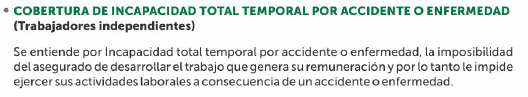 • COBERTURA DE INCAPACIDAD TOTAL TEMPORAL POR ACCIDENTE O ENFERMEDAD
(Trabajadores independientes)
Se entiende por Incapacidad total temporal por accidente o enfermedad, la imposibilidad
del asegurado de desarrollar el trabajo que genera su remuneración y por lo tanto le impide
ejercer sus actividades laborales a consecuencia de un accidente o enfermedad.